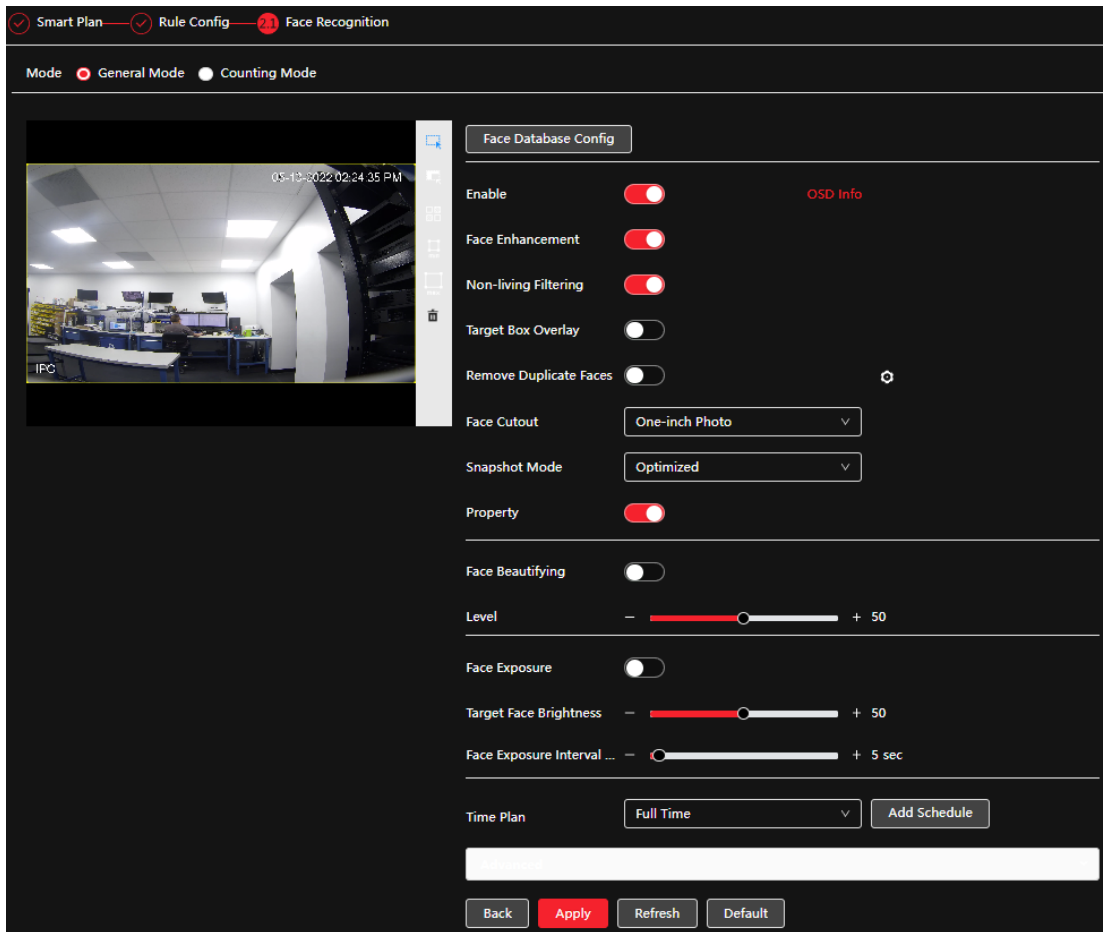 Smart Plan Rule Config 2.1 Face Recognition
Mode General Mode Counting Mode
05-13-2022 02:24:35 PM
IPC
Face Database Config
Enable OSD Info
Face Enhancement
Non-living Filtering
Target Box Overlay
Remove Duplicate Faces
Face Cutout One-inch Photo
Snapshot Mode Optimized
Property
Face Beautifying
Level − + 50
Face Exposure
Target Face Brightness − + 50
Face Exposure Interval ... − + 5 sec
Time Plan Full Time Add Schedule
Advanced
Back Apply Refresh Default